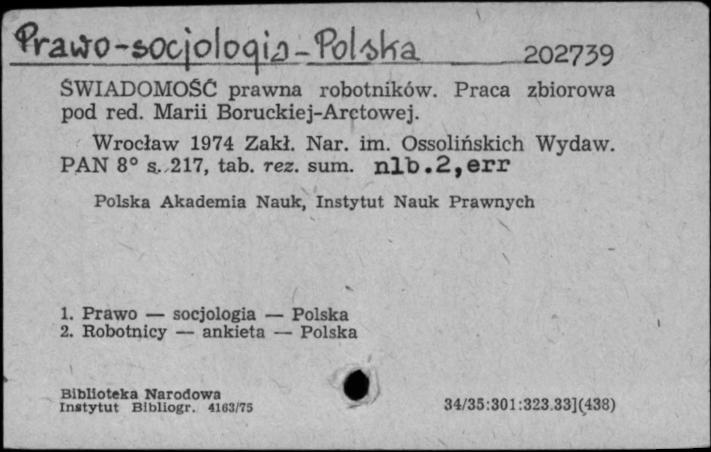 Prawo-socjologia-Polska 202739
ŚWIADOMOŚĆ prawna robotników. Praca zbiorowa
pod red. Marii Boruckiej-Arctowej.
Wrocław 1974 Zakł. Nar. im. Ossolińskich Wydaw.
PAN 8° s. 217, tab. rez. sum. nlb.2,err
Polska Akademia Nauk, Instytut Nauk Prawnych
1. Prawo — socjologia — Polska
2. Robotnicy — ankieta — Polska
Biblioteka Narodowa
Instytut Bibliogr. 4163/75
34/35:301:323.33](438)